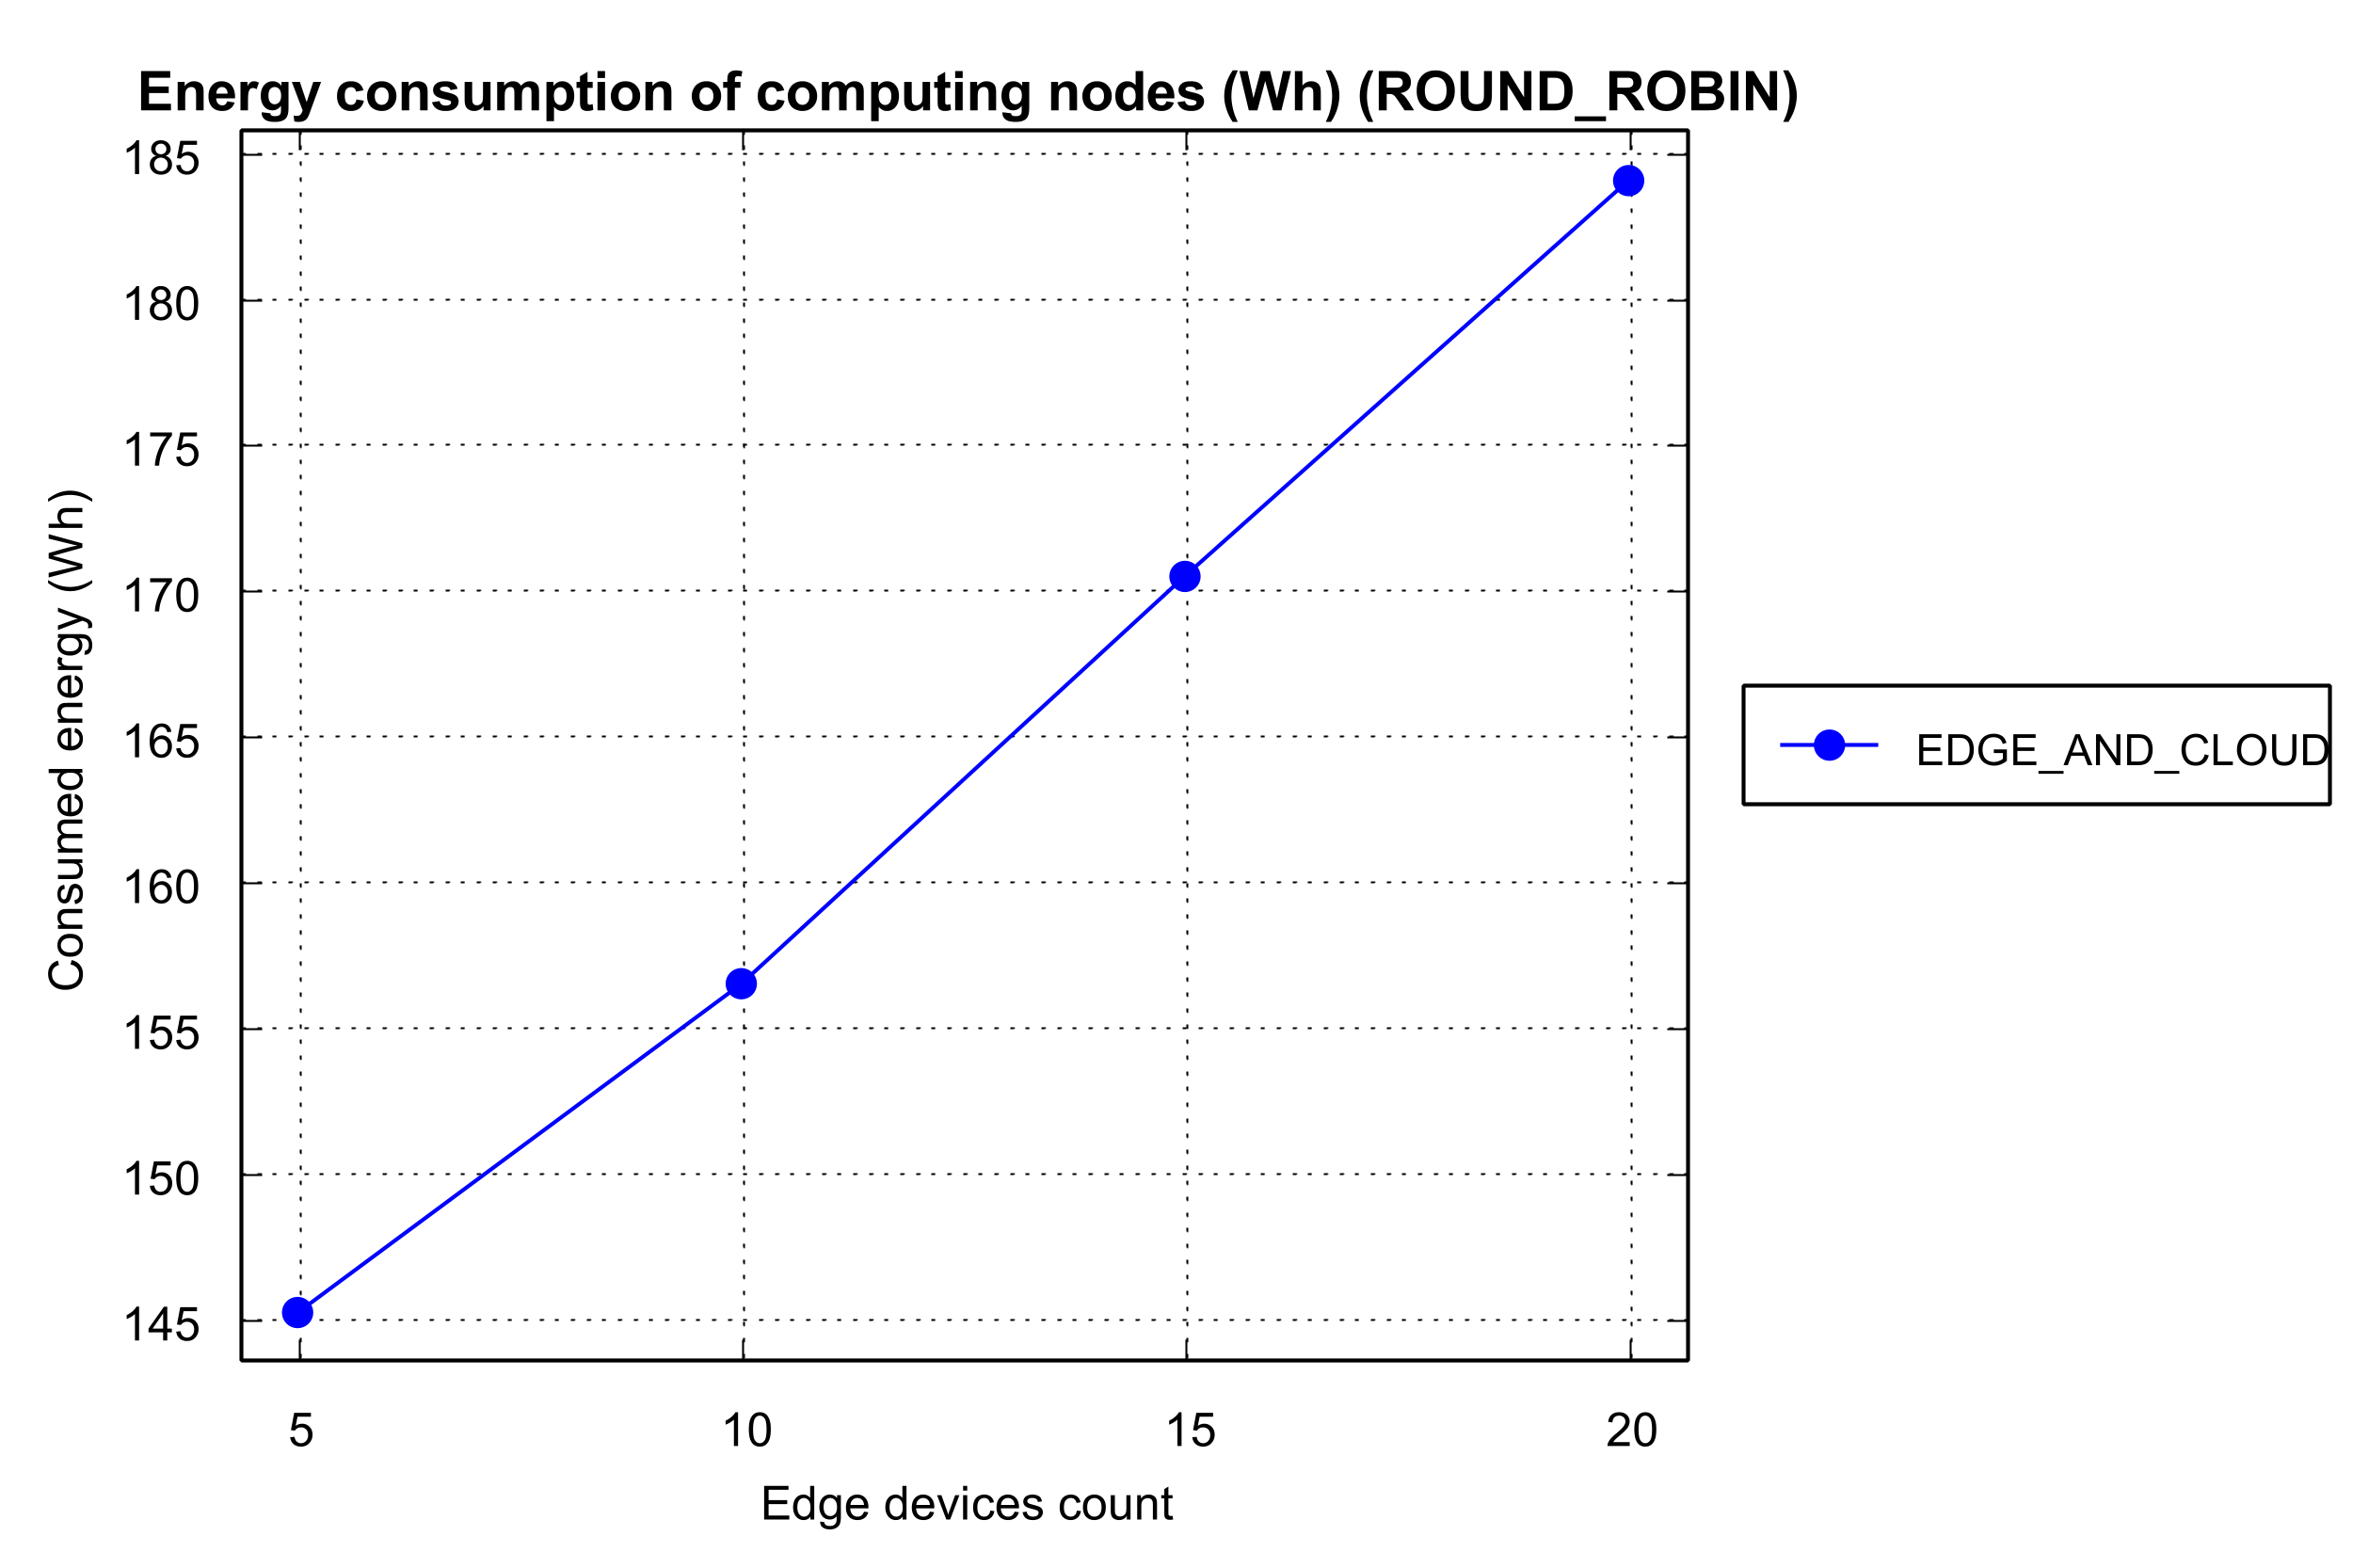 Energy consumption of computing nodes (Wh) (ROUND_ROBIN)
185
180
175
170
165
160
155
150
145
Consumed energy (Wh)
5 10 15 20
Edge devices count
EDGE_AND_CLOUD